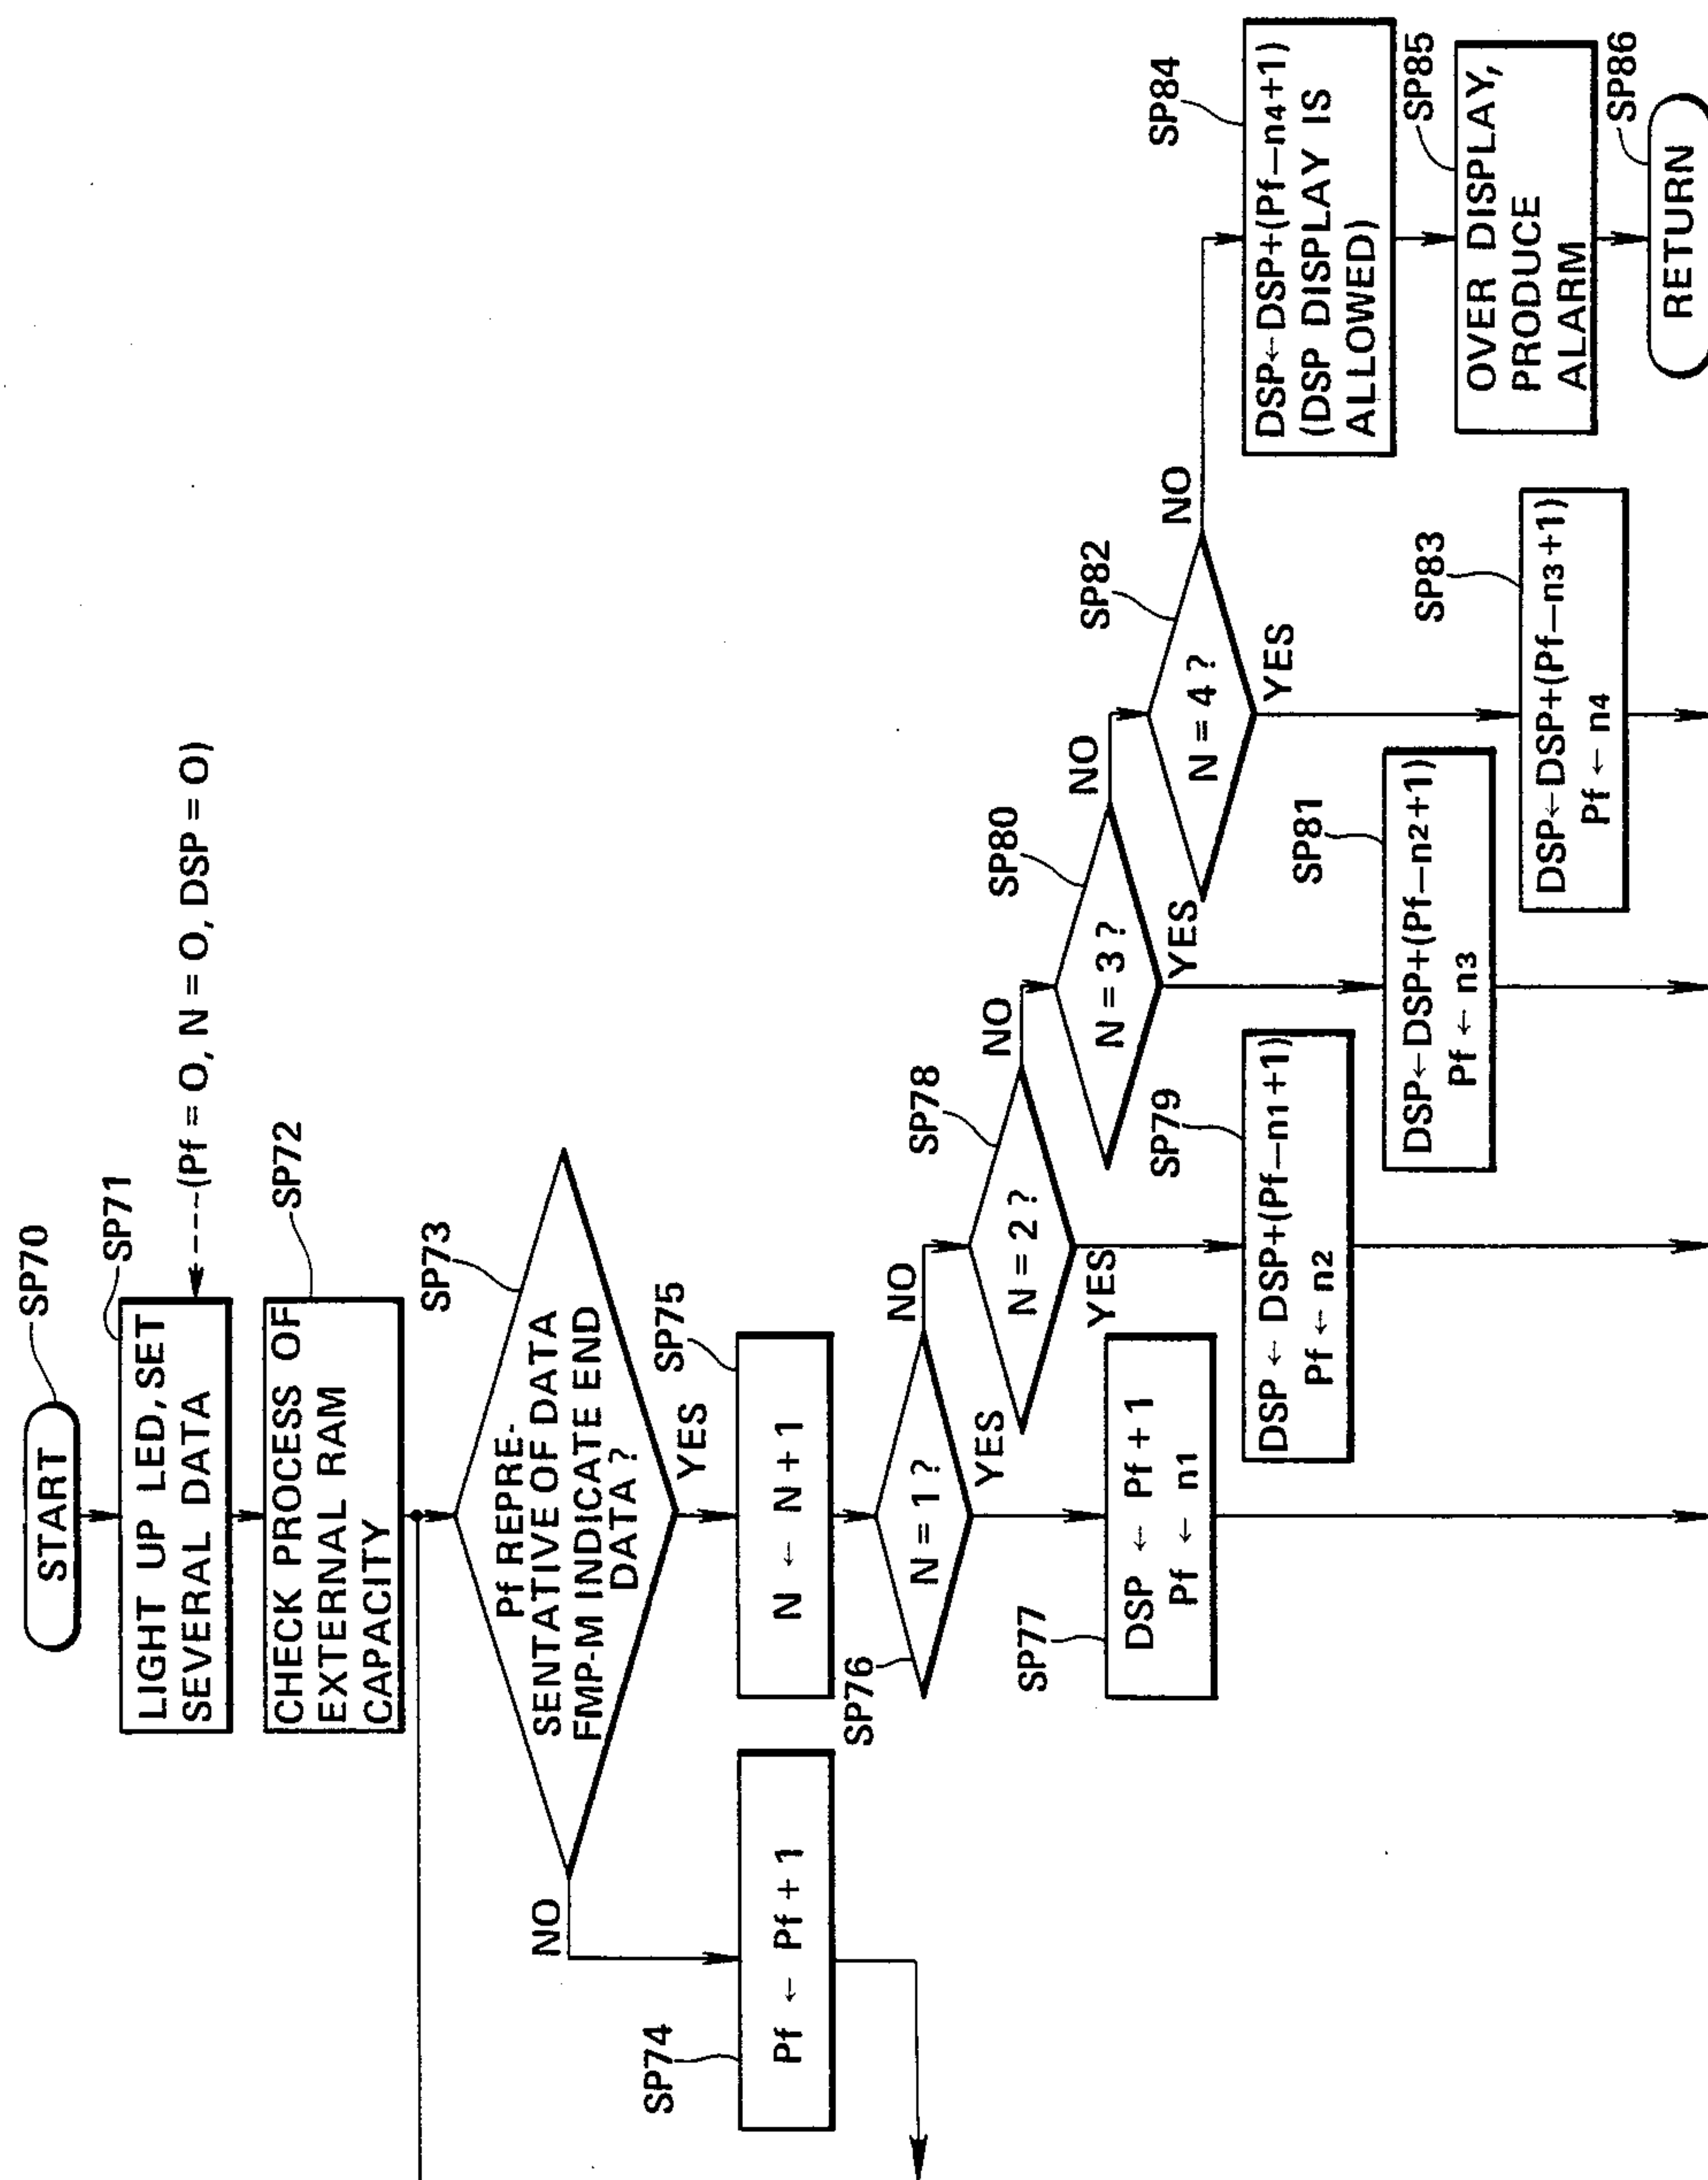 START
SP70
LIGHT UP LED, SET
SEVERAL DATA
SP71
(Pf = O, N = O, DSP = O)
CHECK PROCESS OF
EXTERNAL RAM
CAPACITY
SP72
Pf REPRE-
SENTATIVE OF DATA
FMP-M INDICATE END
DATA ?
SP73
NO
YES
SP74
Pf ← Pf + 1
SP75
N ← N + 1
SP76
N = 1 ?
NO
YES
SP77
DSP ← Pf + 1
Pf ← n1
SP78
N = 2 ?
NO
YES
SP79
DSP ← DSP+(Pf−n1+1)
Pf ← n2
SP80
N = 3 ?
NO
YES
SP81
DSP←DSP+(Pf−n2+1)
Pf ← n3
SP82
N = 4 ?
NO
YES
SP83
DSP←DSP+(Pf−n3+1)
Pf ← n4
SP84
DSP←DSP+(Pf−n4+1)
(DSP DISPLAY IS
ALLOWED)
SP85
OVER DISPLAY,
PRODUCE
ALARM
SP86
RETURN